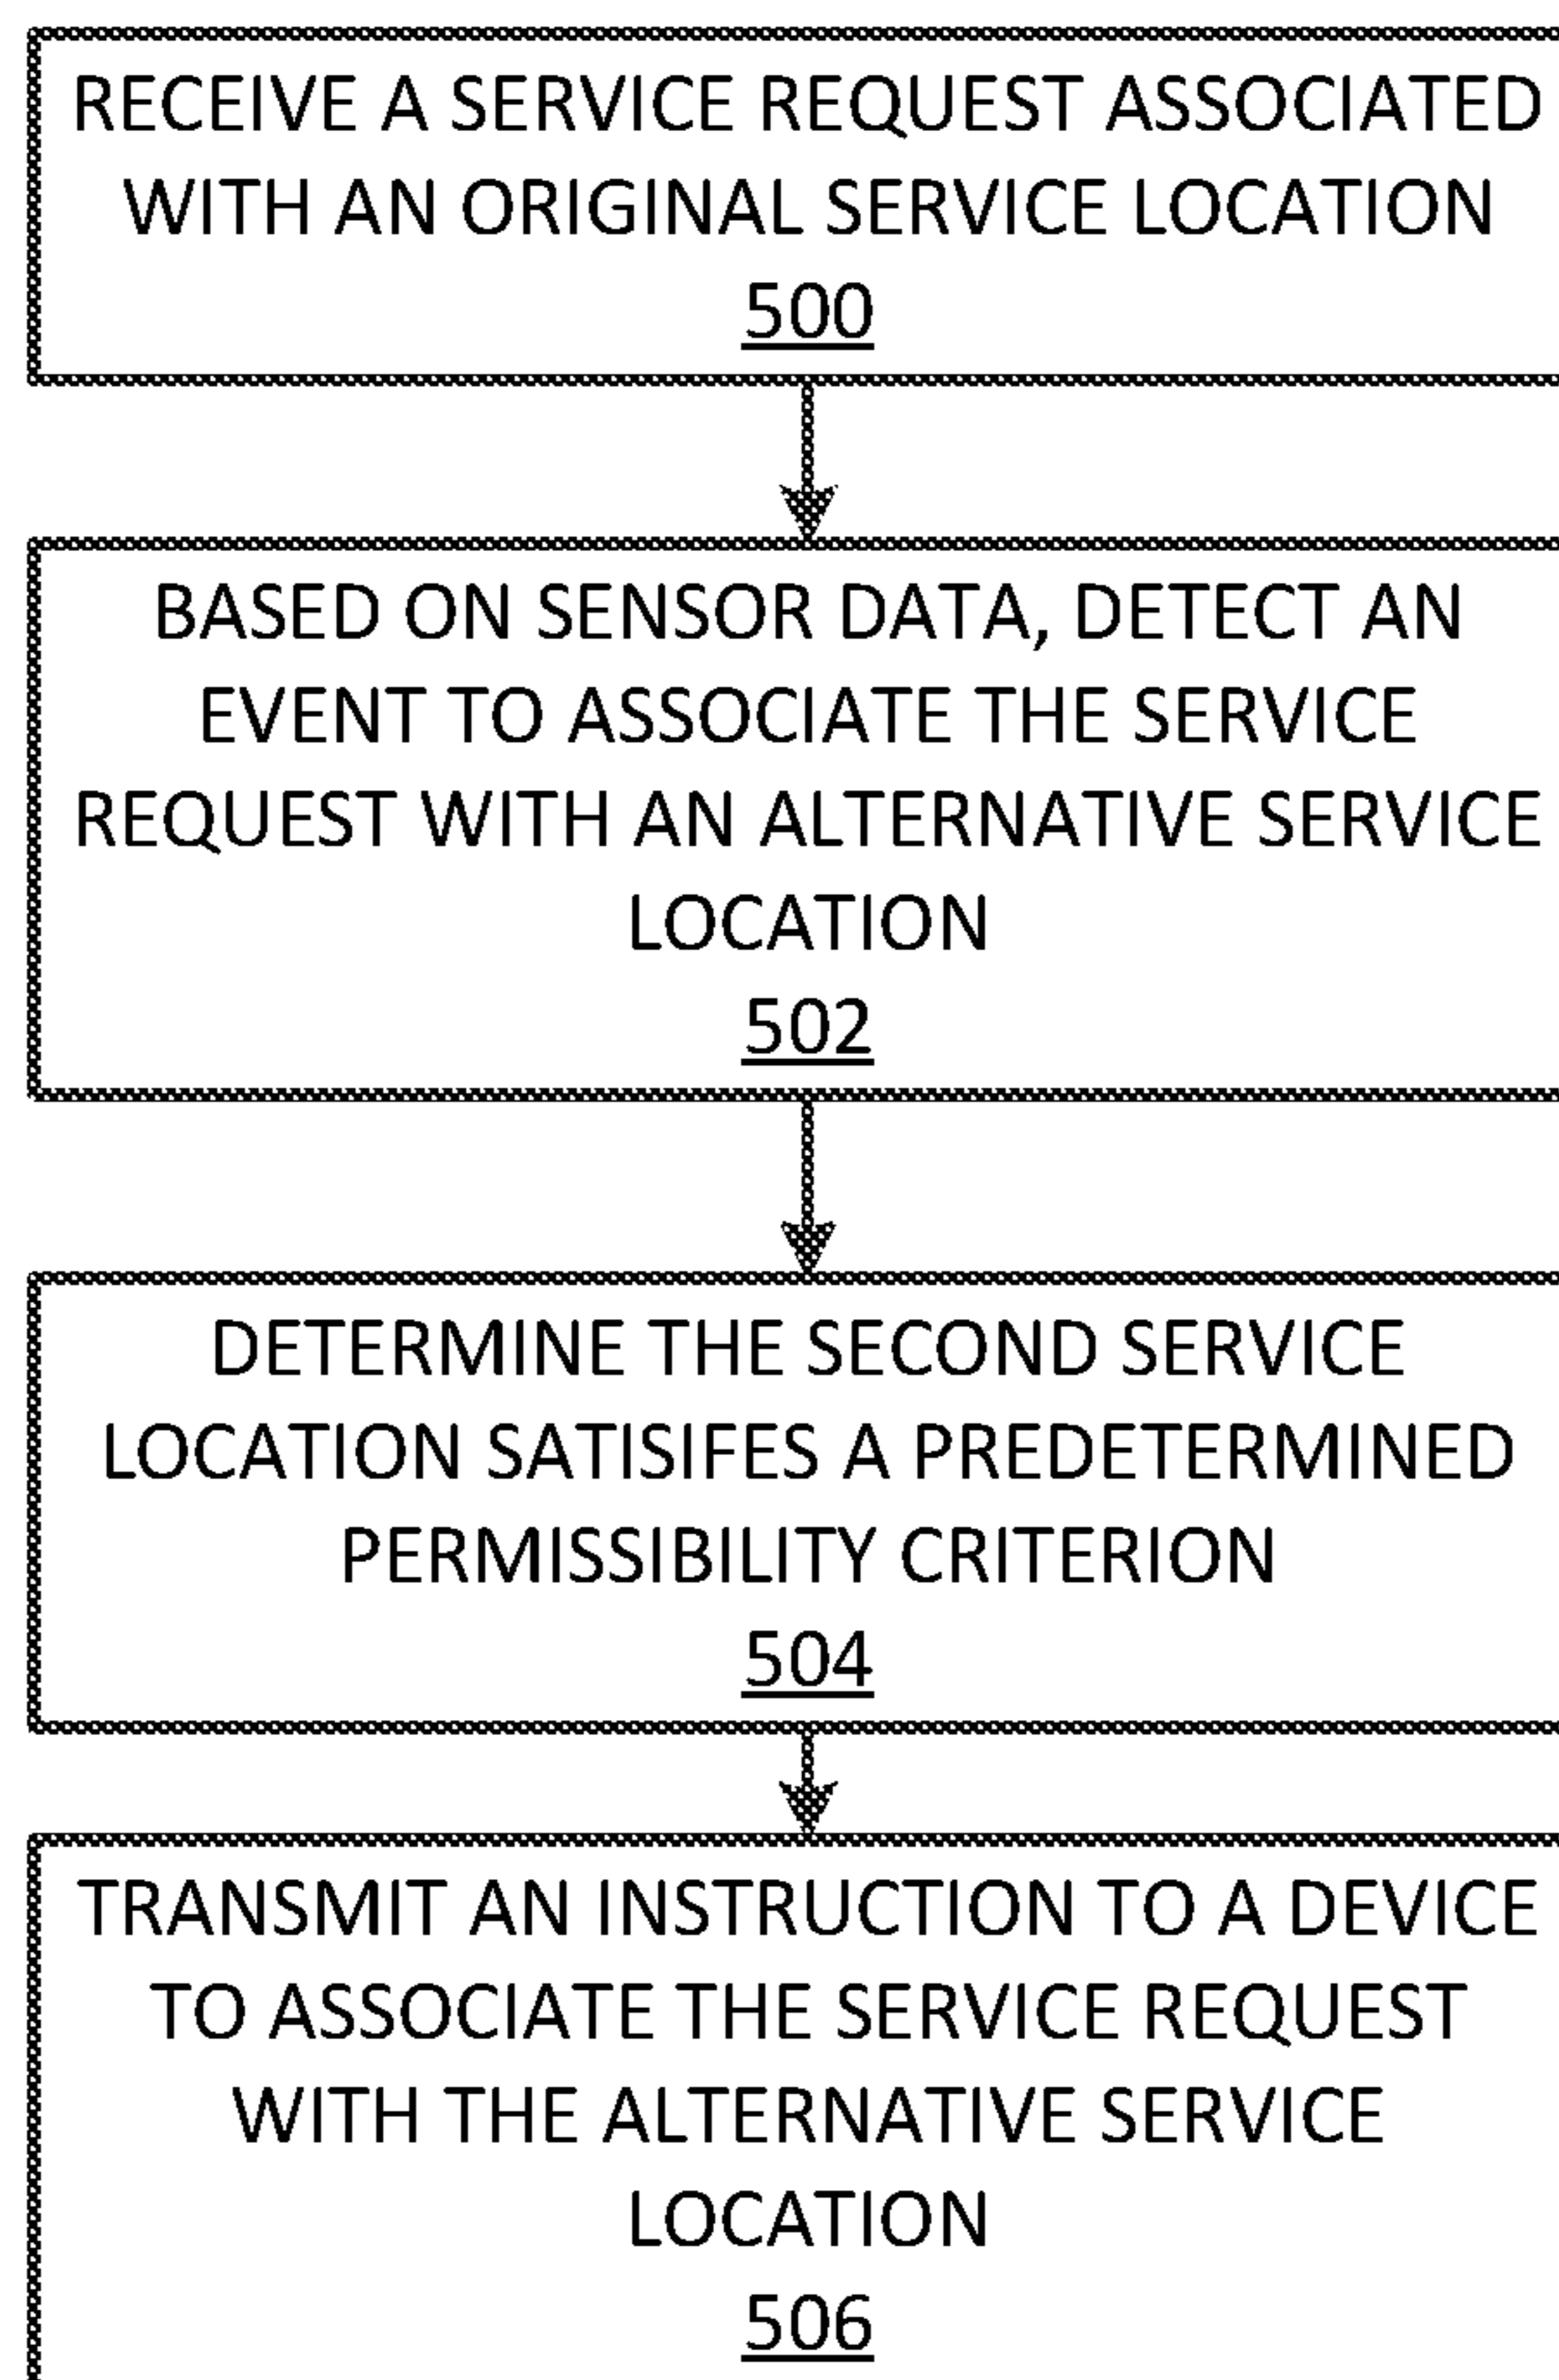 RECEIVE A SERVICE REQUEST ASSOCIATED
WITH AN ORIGINAL SERVICE LOCATION
500
BASED ON SENSOR DATA, DETECT AN
EVENT TO ASSOCIATE THE SERVICE
REQUEST WITH AN ALTERNATIVE SERVICE
LOCATION
502
DETERMINE THE SECOND SERVICE
LOCATION SATISIFES A PREDETERMINED
PERMISSIBILITY CRITERION
504
TRANSMIT AN INSTRUCTION TO A DEVICE
TO ASSOCIATE THE SERVICE REQUEST
WITH THE ALTERNATIVE SERVICE
LOCATION
506